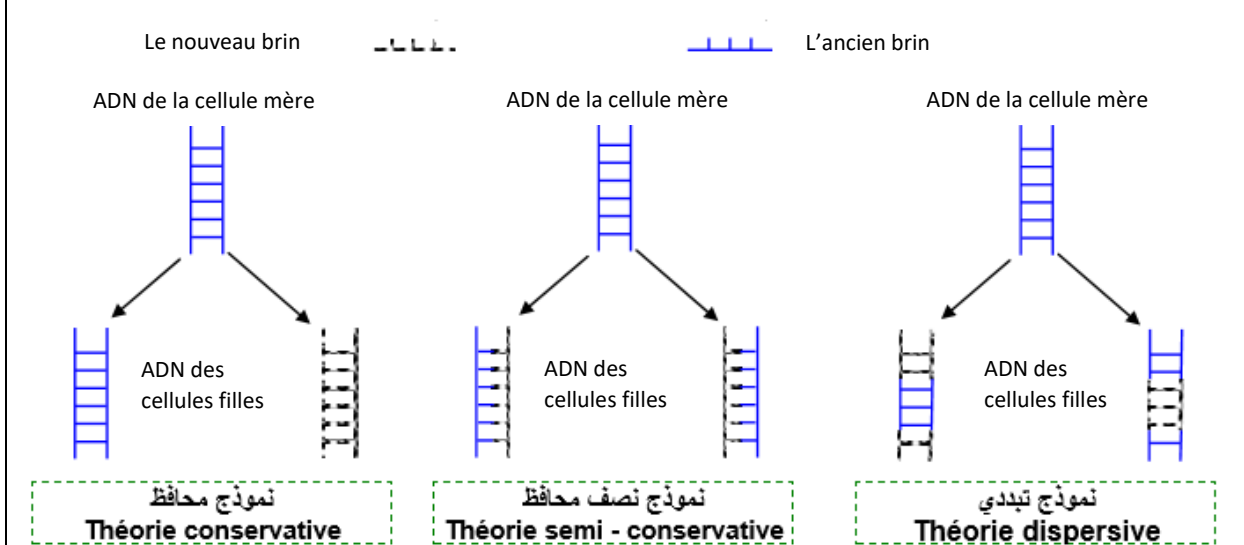 Le nouveau brin
L’ancien brin
ADN de la cellule mère
ADN de la cellule mère
ADN de la cellule mère
ADN des
cellules filles
ADN des
cellules filles
ADN des
cellules filles
نموذج محافظ
Théorie conservative
نموذج نصف محافظ
Théorie semi - conservative
نموذج تبددي
Théorie dispersive